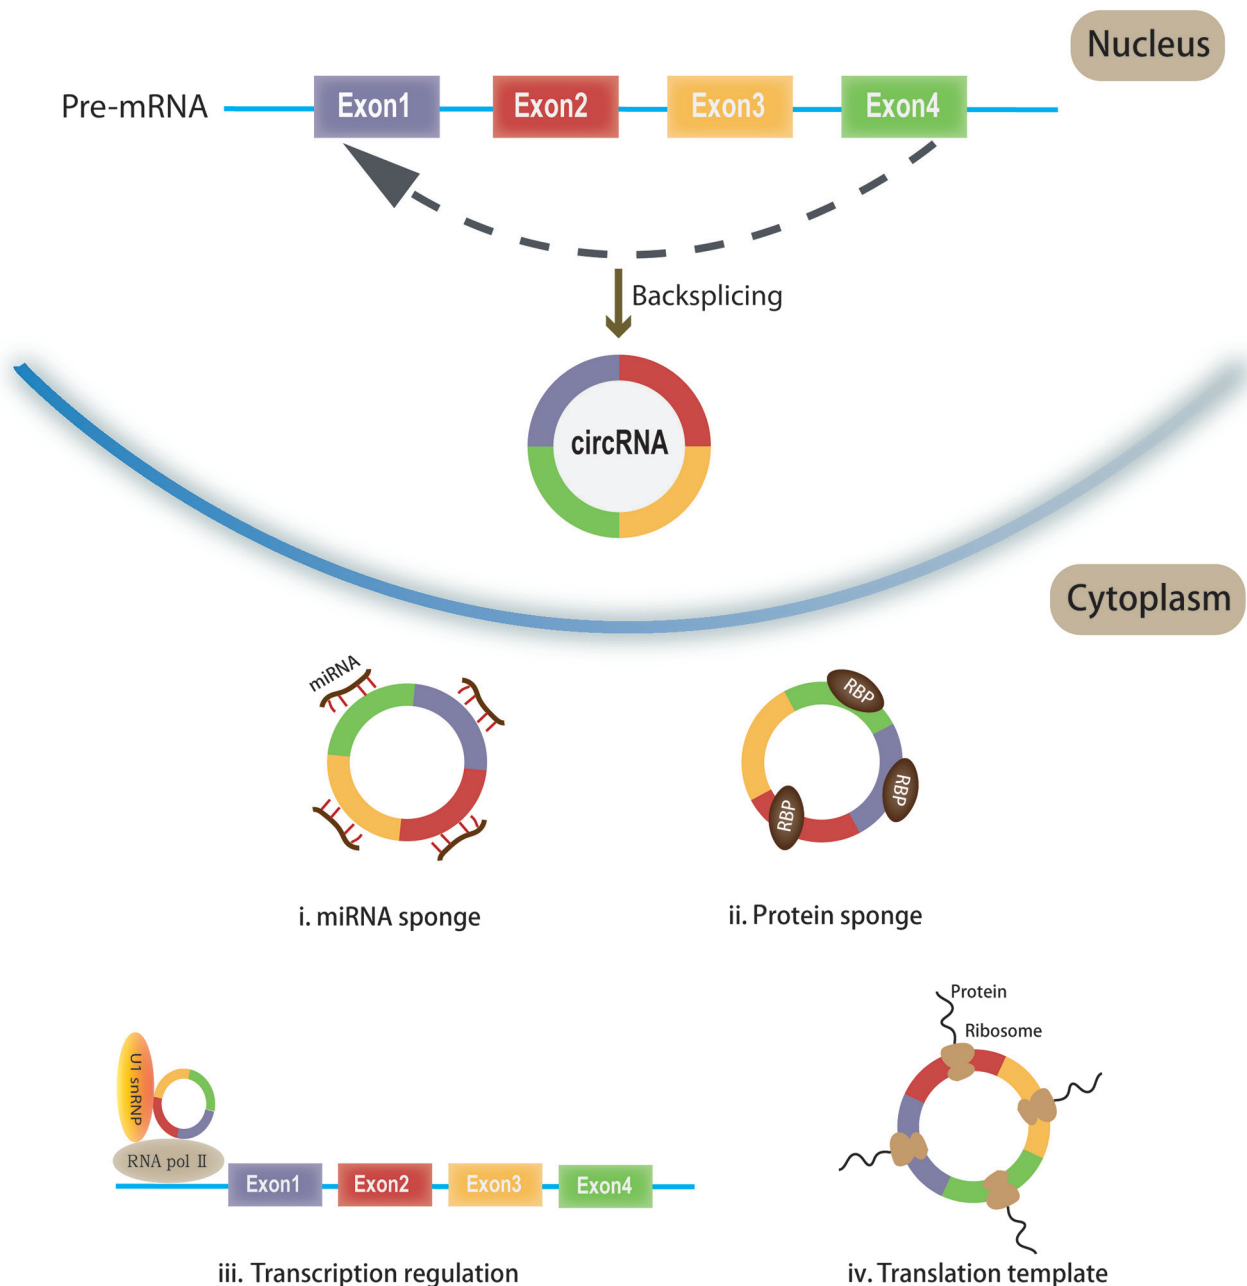 Nucleus
Pre-mRNA
Exon1
Exon2
Exon3
Exon4
Backsplicing
circRNA
Cytoplasm
miRNA
RBP
RBP
RBP
i. miRNA sponge
ii. Protein sponge
Protein
Ribosome
U1 snRNP
RNA pol II
Exon1
Exon2
Exon3
Exon4
iii. Transcription regulation
iv. Translation template